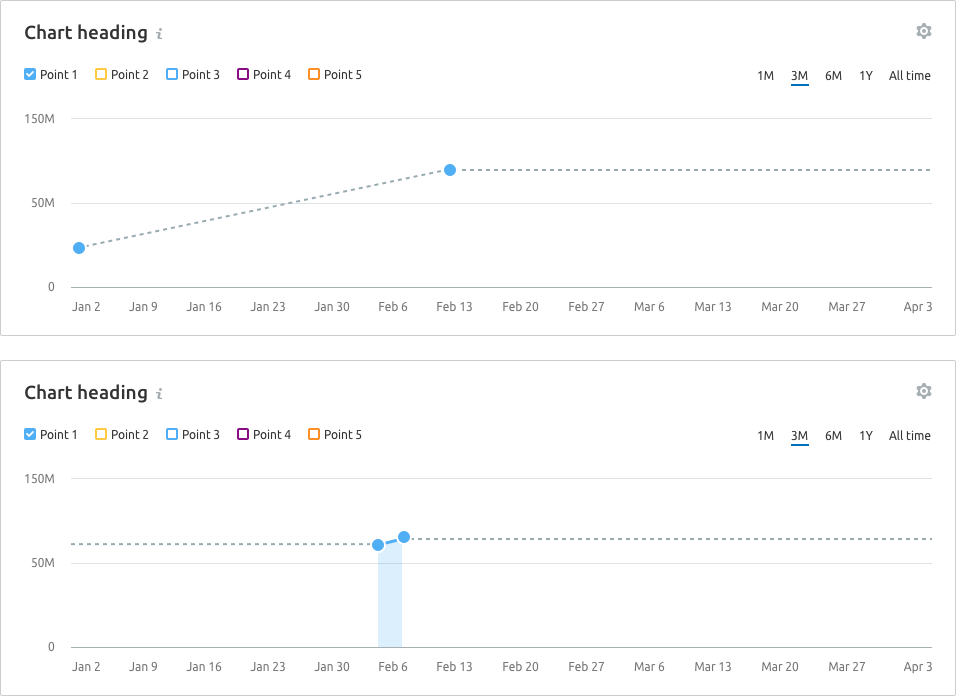 Chart heading i
Point 1 Point 2 Point 3 Point 4 Point 5 1M 3M 6M 1Y All time
150M
50M
0
Jan 2 Jan 9 Jan 16 Jan 23 Jan 30 Feb 6 Feb 13 Feb 20 Feb 27 Mar 6 Mar 13 Mar 20 Mar 27 Apr 3
Chart heading i
Point 1 Point 2 Point 3 Point 4 Point 5 1M 3M 6M 1Y All time
150M
50M
0
Jan 2 Jan 9 Jan 16 Jan 23 Jan 30 Feb 6 Feb 13 Feb 20 Feb 27 Mar 6 Mar 13 Mar 20 Mar 27 Apr 3